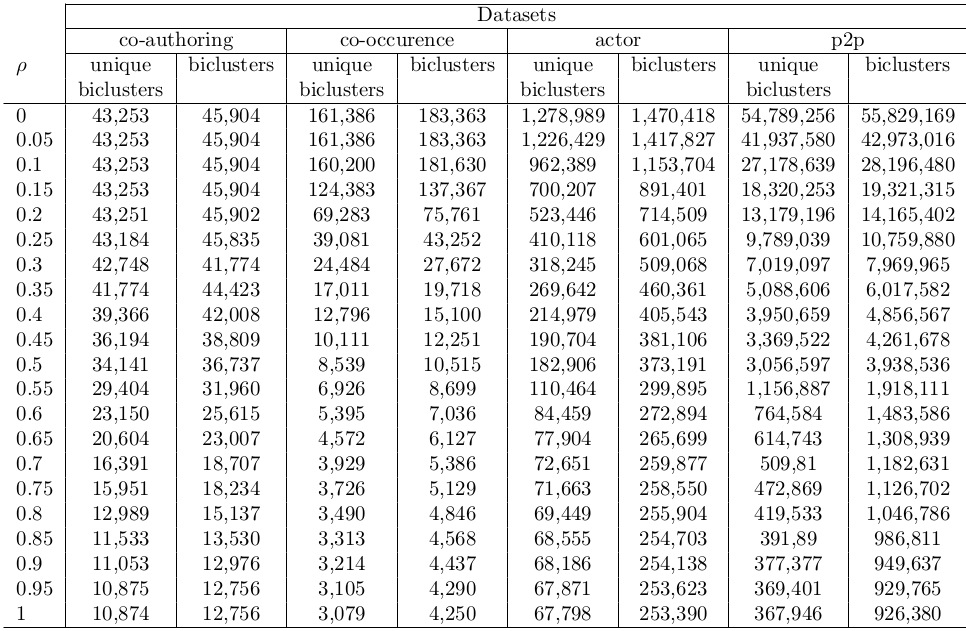 Datasets
co-authoring co-occurence actor p2p
ρ unique biclusters unique biclusters unique biclusters unique biclusters
biclusters biclusters biclusters biclusters
0 43,253 45,904 161,386 183,363 1,278,989 1,470,418 54,789,256 55,829,169
0.05 43,253 45,904 161,386 183,363 1,226,429 1,417,827 41,937,580 42,973,016
0.1 43,253 45,904 160,200 181,630 962,389 1,153,704 27,178,639 28,196,480
0.15 43,253 45,904 124,383 137,367 700,207 891,401 18,320,253 19,321,315
0.2 43,251 45,902 69,283 75,761 523,446 714,509 13,179,196 14,165,402
0.25 43,184 45,835 39,081 43,252 410,118 601,065 9,789,039 10,759,880
0.3 42,748 41,774 24,484 27,672 318,245 509,068 7,019,097 7,969,965
0.35 41,774 44,423 17,011 19,718 269,642 460,361 5,088,606 6,017,582
0.4 39,366 42,008 12,796 15,100 214,979 405,543 3,950,659 4,856,567
0.45 36,194 38,809 10,111 12,251 190,704 381,106 3,369,522 4,261,678
0.5 34,141 36,737 8,539 10,515 182,906 373,191 3,056,597 3,938,536
0.55 29,404 31,960 6,926 8,699 110,464 299,895 1,156,887 1,918,111
0.6 23,150 25,615 5,395 7,036 84,459 272,894 764,584 1,483,586
0.65 20,604 23,007 4,572 6,127 77,904 265,699 614,743 1,308,939
0.7 16,391 18,707 3,929 5,386 72,651 259,877 509,81 1,182,631
0.75 15,951 18,234 3,726 5,129 71,663 258,550 472,869 1,126,702
0.8 12,989 15,137 3,490 4,846 69,449 255,904 419,533 1,046,786
0.85 11,533 13,530 3,313 4,568 68,555 254,703 391,89 986,811
0.9 11,053 12,976 3,214 4,437 68,186 254,138 377,377 949,637
0.95 10,875 12,756 3,105 4,290 67,871 253,623 369,401 929,765
1 10,874 12,756 3,079 4,250 67,798 253,390 367,946 926,380